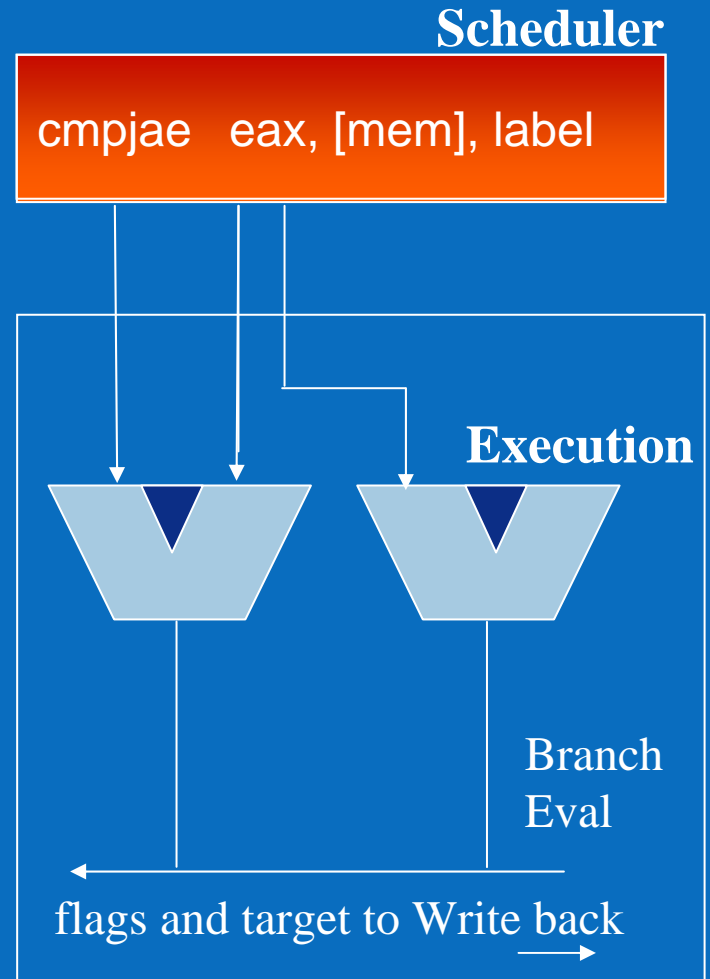 Scheduler
cmpjae eax, [mem], label
Execution
Branch
Eval
flags and target to Write back